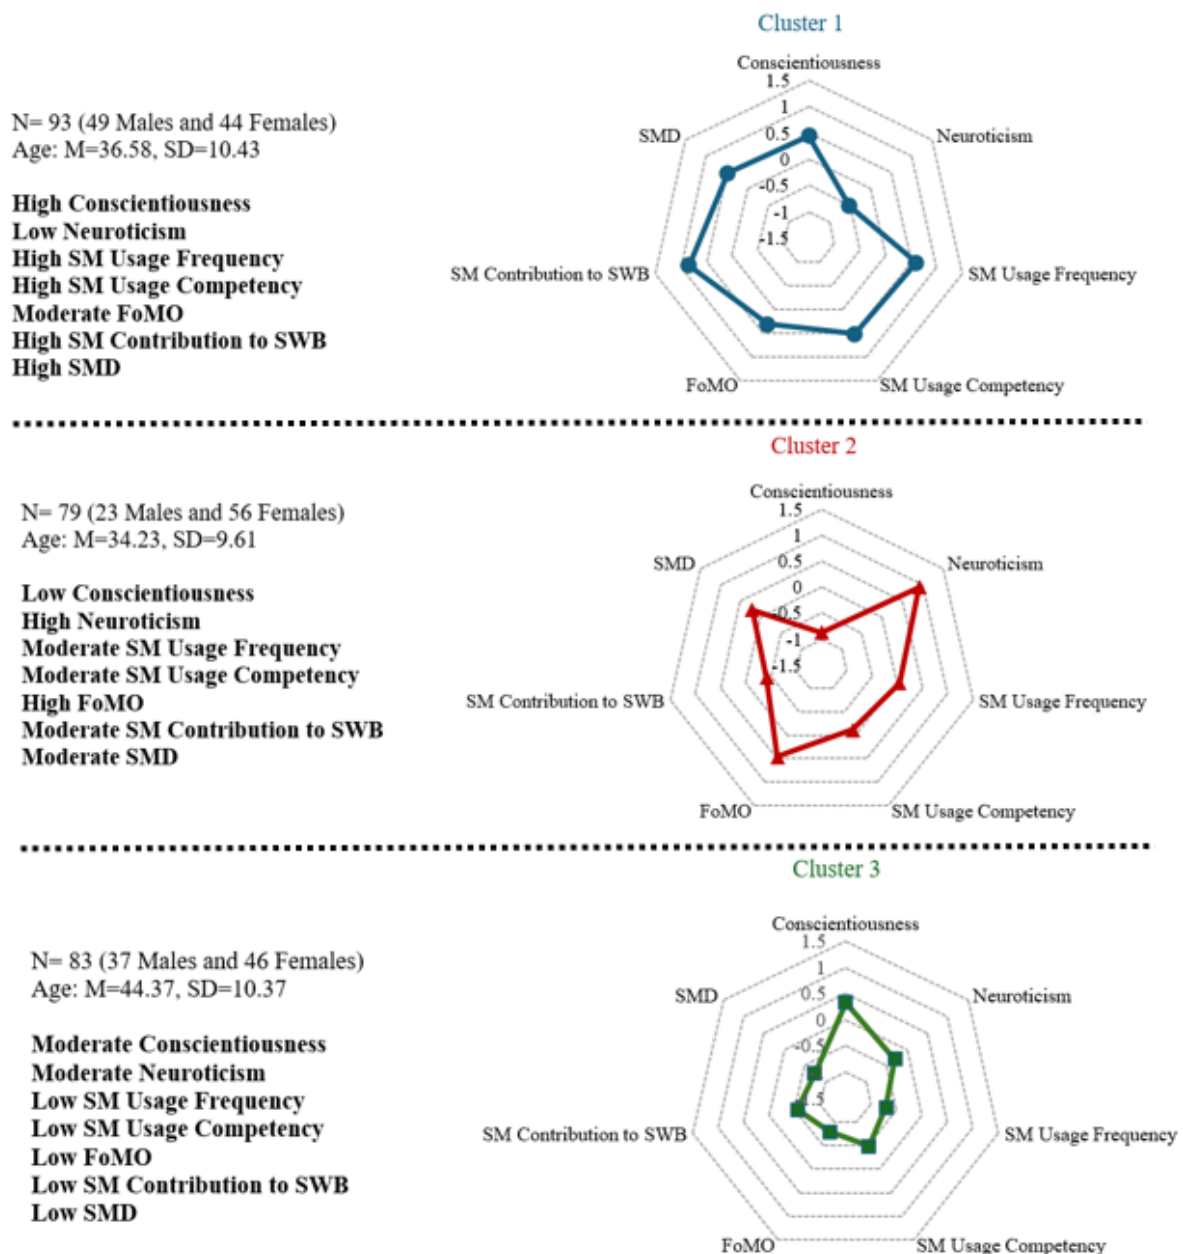 Cluster 1
N= 93 (49 Males and 44 Females)
Age: M=36.58, SD=10.43
High Conscientiousness
Low Neuroticism
High SM Usage Frequency
High SM Usage Competency
Moderate FoMO
High SM Contribution to SWB
High SMD
Conscientiousness
1.5
1
0.5
0
-0.5
-1
-1.5
Neuroticism
SM Usage Frequency
SM Usage Competency
FoMO
SM Contribution to SWB
SMD
Cluster 2
N= 79 (23 Males and 56 Females)
Age: M=34.23, SD=9.61
Low Conscientiousness
High Neuroticism
Moderate SM Usage Frequency
Moderate SM Usage Competency
High FoMO
Moderate SM Contribution to SWB
Moderate SMD
Conscientiousness
1.5
1
0.5
0
-0.5
-1
-1.5
Neuroticism
SM Usage Frequency
SM Usage Competency
FoMO
SM Contribution to SWB
SMD
Cluster 3
N= 83 (37 Males and 46 Females)
Age: M=44.37, SD=10.37
Moderate Conscientiousness
Moderate Neuroticism
Low SM Usage Frequency
Low SM Usage Competency
Low FoMO
Low SM Contribution to SWB
Low SMD
Conscientiousness
1.5
1
0.5
0
-0.5
Neuroticism
SM Usage Frequency
SM Usage Competency
FoMO
SM Contribution to SWB
SMD